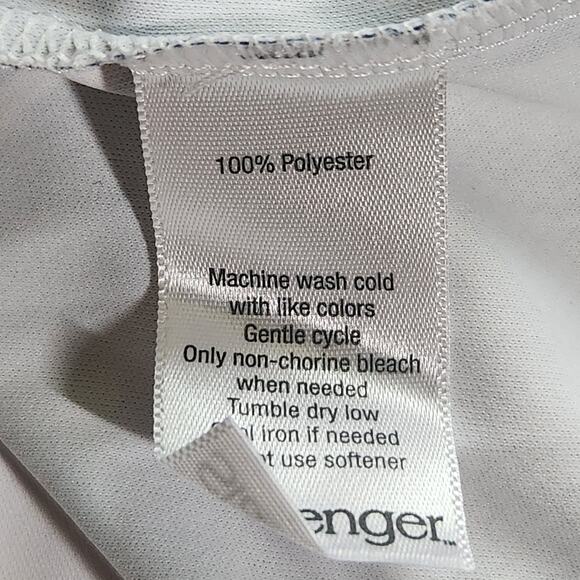 100% Polyester
Machine wash cold
with like colors
Gentle cycle
Only non-chorine bleach
when needed
Tumble dry low
iron if needed
use softener
enger